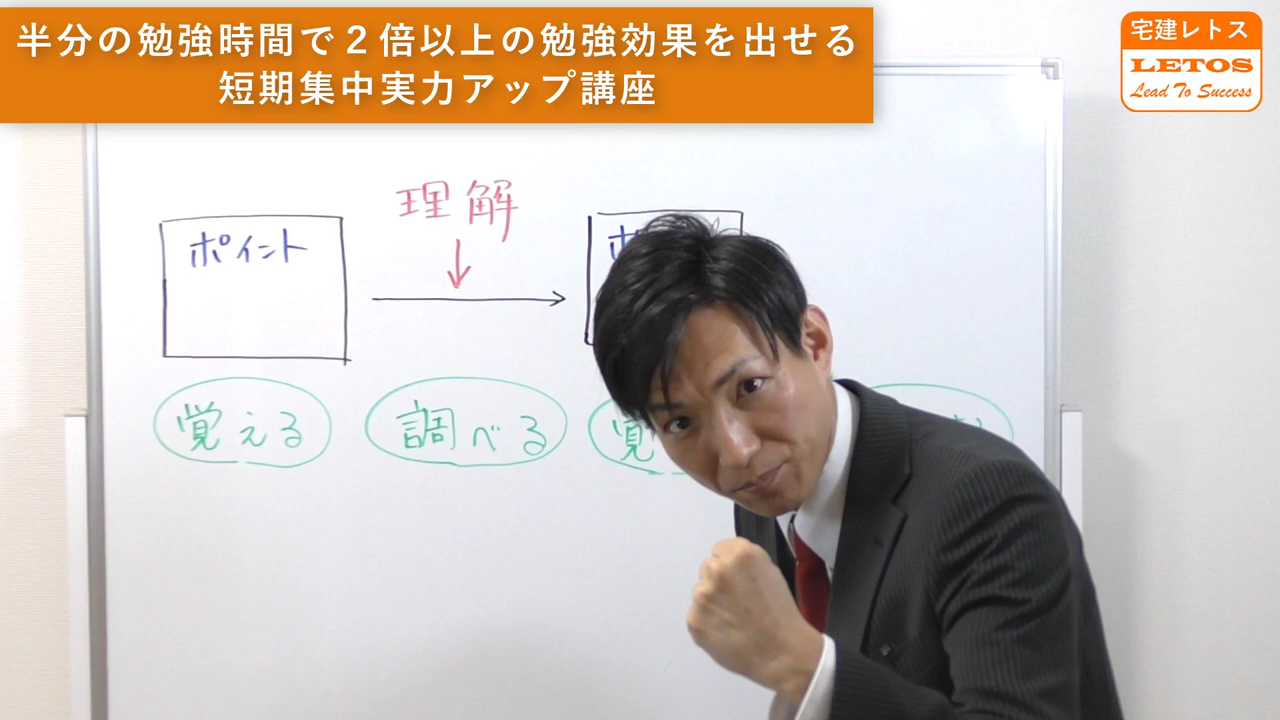 半分の勉強時間で２倍以上の勉強効果を出せる
短期集中実力アップ講座
宅建レトス
LETOS
Lead To Success
理解
ポイント
覚える
調べる
覚